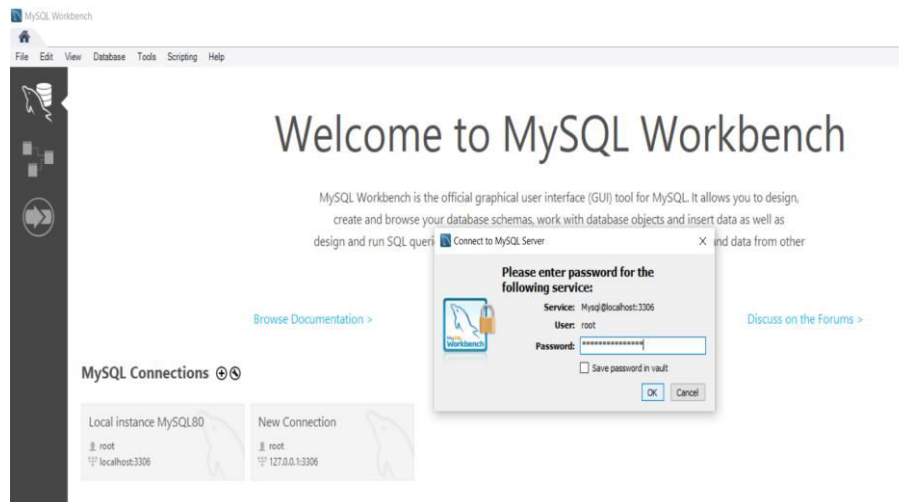 MySQL Workbench
File Edit View Database Tools Scripting Help
Welcome to MySQL Workbench
MySQL Workbench is the official graphical user interface (GUI) tool for MySQL. It allows you to design,
create and browse your database schemas, work with database objects and insert data as well as
design and run SQL queri
nd data from other
Connect to MySQL Server
Please enter password for the
following service:
Service: Mysql@localhost:3306
User: root
Password: ***************
Save password in vault
OK Cancel
MySQL
Workbench
Browse Documentation >
Discuss on the Forums >
MySQL Connections
Local instance MySQL80
root
localhost:3306
New Connection
root
127.0.0.1:3306